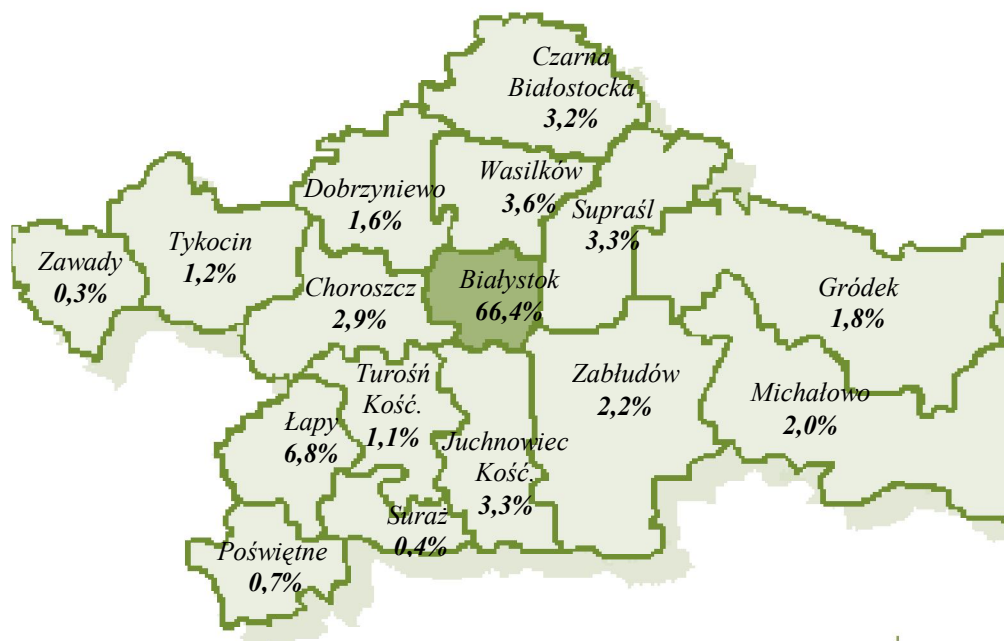 Czarna
Białostocka
3,2%
Wasilków
3,6%
Dobrzyniewo
1,6%
Supraśl
3,3%
Tykocin
1,2%
Zawady
0,3%
Choroszcz
2,9%
Białystok
66,4%
Gródek
1,8%
Turośń
Kość.
1,1%
Zabłudów
2,2%
Michałowo
2,0%
Łapy
6,8%
Juchnowiec
Kość.
3,3%
Suraż
0,4%
Poświętne
0,7%